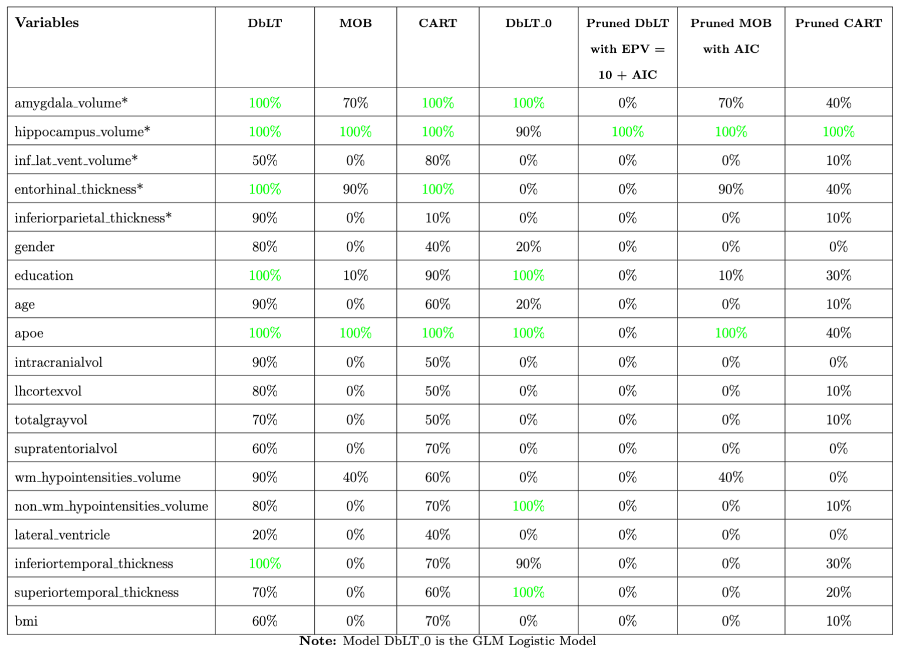 Variables DbLT MOB CART DbLT_0 Pruned DbLT with EPV = 10 + AIC Pruned MOB with AIC Pruned CART
amygdala_volume* 100% 70% 100% 100% 0% 70% 40%
hippocampus_volume* 100% 100% 100% 90% 100% 100% 100%
inf_lat_vent_volume* 50% 0% 80% 0% 0% 0% 10%
entorhinal_thickness* 100% 90% 100% 0% 0% 90% 40%
inferiorparietal_thickness* 90% 0% 10% 0% 0% 0% 10%
gender 80% 0% 40% 20% 0% 0% 0%
education 100% 10% 90% 100% 0% 10% 30%
age 90% 0% 60% 20% 0% 0% 10%
apoe 100% 100% 100% 100% 0% 100% 40%
intracranialvol 90% 0% 50% 0% 0% 0% 0%
lhcortexvol 80% 0% 50% 0% 0% 0% 10%
totalgrayvol 70% 0% 50% 0% 0% 0% 10%
supratentorialvol 60% 0% 70% 0% 0% 0% 0%
wm_hypointensities_volume 90% 40% 60% 0% 0% 40% 0%
non_wm_hypointensities_volume 80% 0% 70% 100% 0% 0% 10%
lateral_ventricle 20% 0% 40% 0% 0% 0% 0%
inferiortemporal_thickness 100% 0% 70% 90% 0% 0% 30%
superiortemporal_thickness 70% 0% 60% 100% 0% 0% 20%
bmi 60% 0% 70% 0% 0% 0% 10%
Note: Model DbLT_0 is the GLM Logistic Model